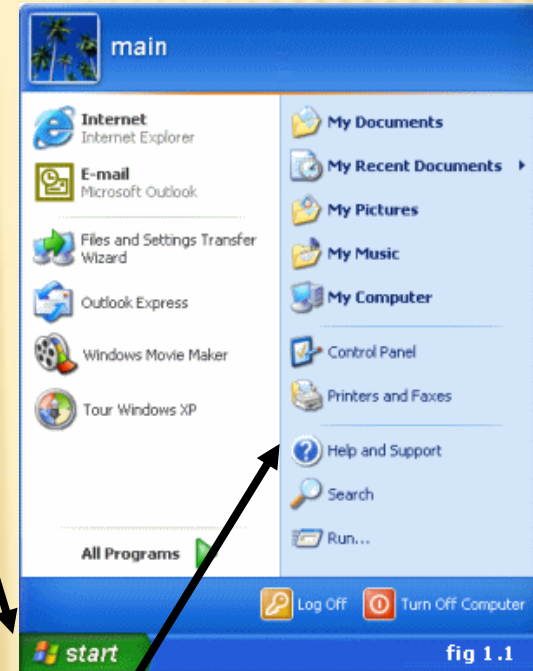 main
Internet
Internet Explorer
E-mail
Microsoft Outlook
Files and Settings Transfer
Wizard
Outlook Express
Windows Movie Maker
Tour Windows XP
All Programs
My Documents
My Recent Documents
My Pictures
My Music
My Computer
Control Panel
Printers and Faxes
Help and Support
Search
Run...
Log Off
Turn Off Computer
start
fig 1.1